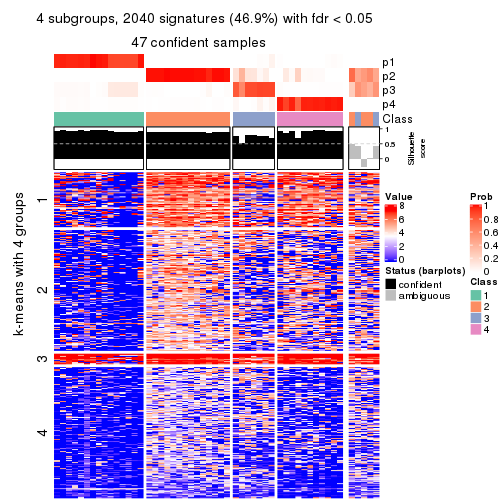 4 subgroups, 2040 signatures (46.9%) with fdr < 0.05
47 confident samples
p1
p2
p3
p4
Class
1
0.5
0
Silhouette
score
k-means with 4 groups
1
2
3
4
Value
8
6
4
2
0
Status (barplots)
confident
ambiguous
Prob
1
0.8
0.6
0.4
0.2
0
Class
1
2
3
4